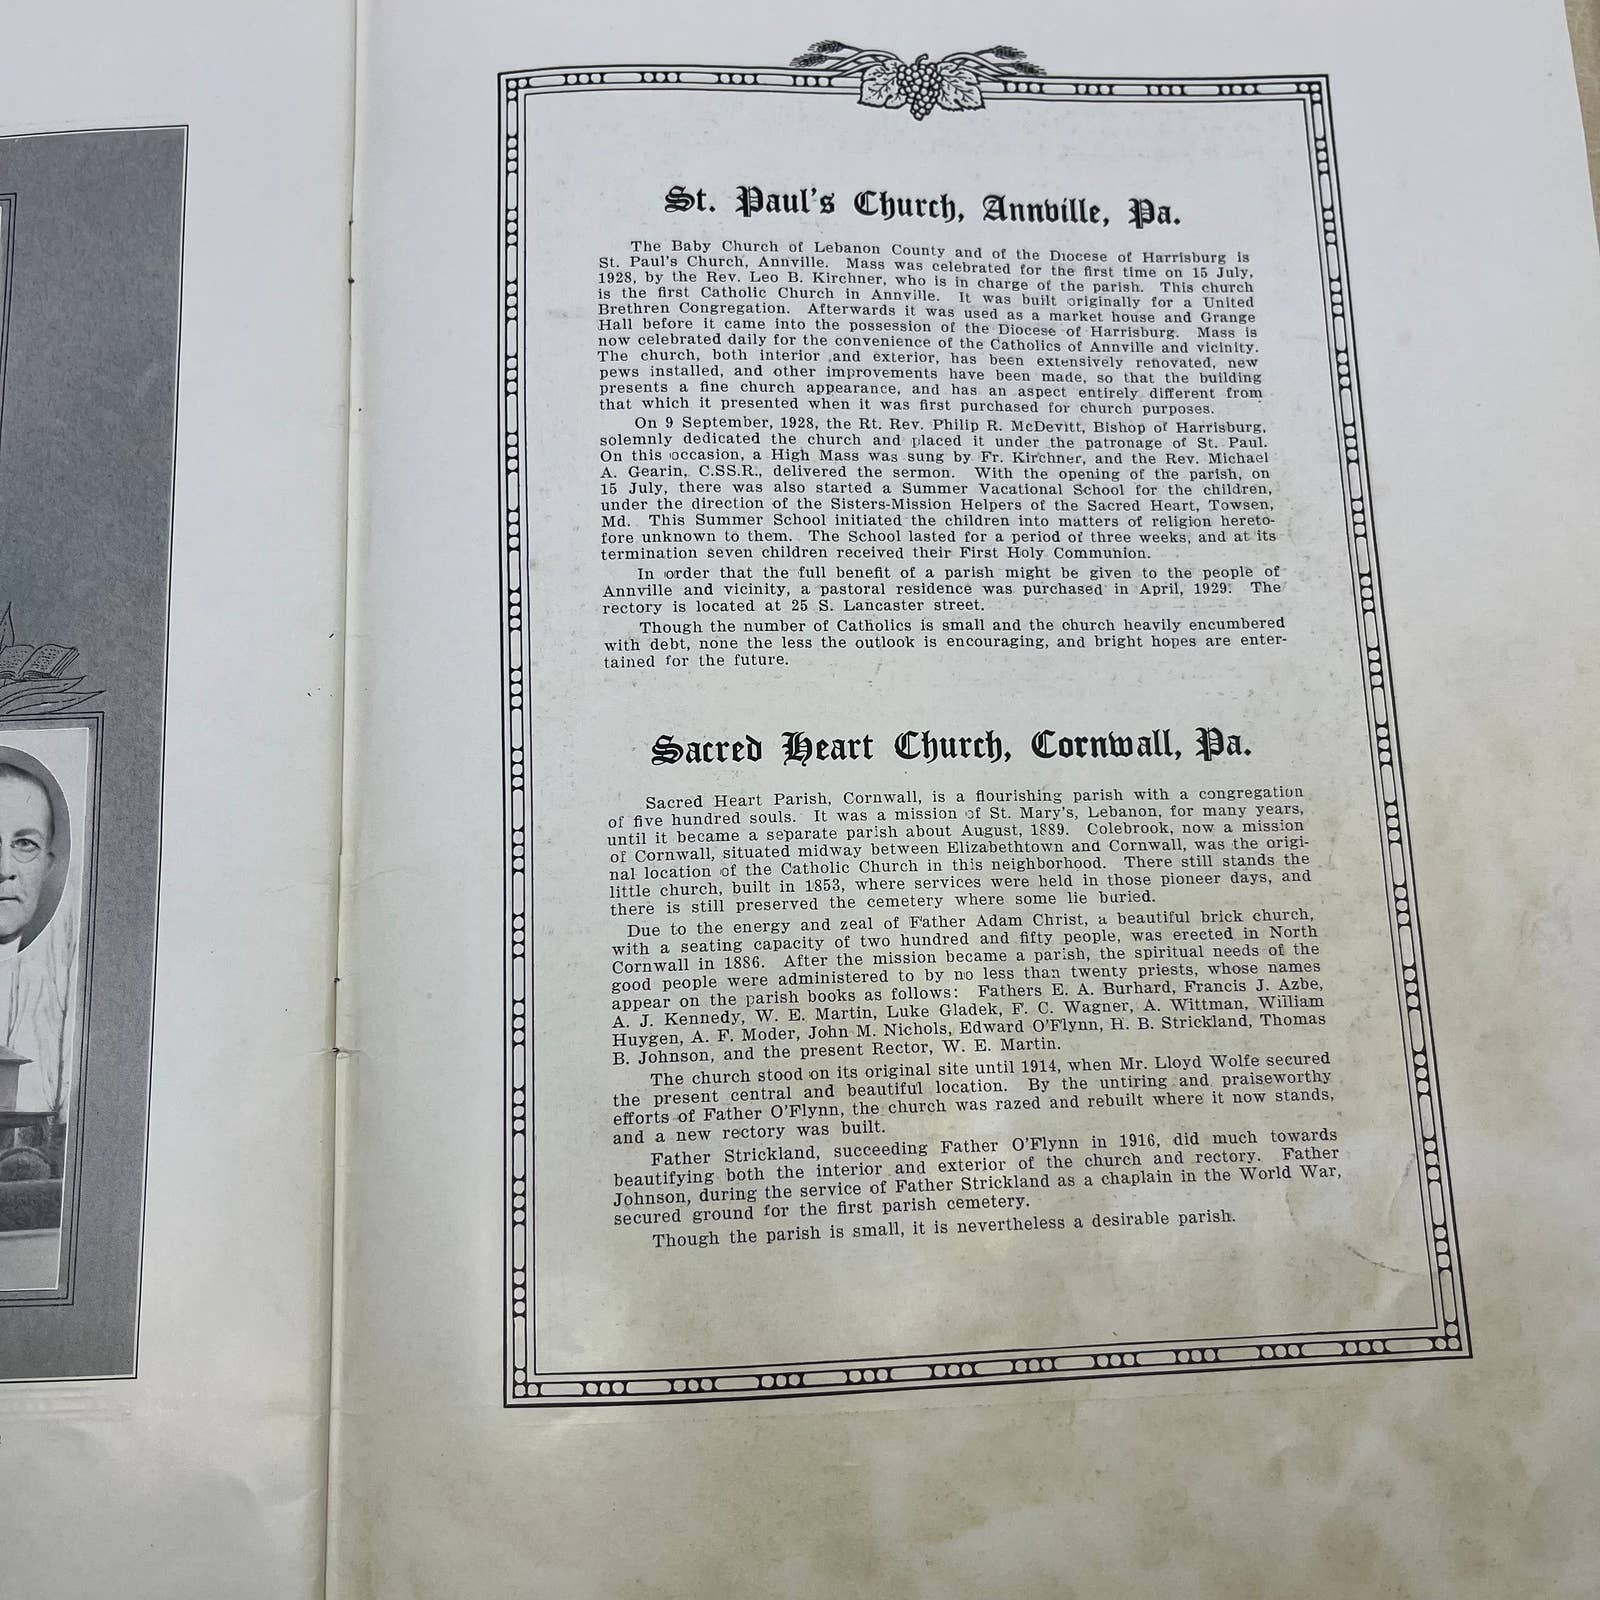 St. Paul's Church, Annville, Pa.
The Baby Church of Lebanon County and of the Diocese of Harrisburg is
St. Paul's Church, Annville. Mass was celebrated for the first time on 15 July,
1928, by the Rev. Leo B. Kirchner, who is in charge of the parish. This church
is the first Catholic Church in Annville. It was built originally for a United
Brethren Congregation. Afterwards it was used as a market house and Grange
Hall before it came into the possession of the Diocese of Harrisburg. Mass is
now celebrated daily for the convenience of the Catholics of Annville and vicinity.
The church, both interior and exterior, has been extensively renovated, new
pews installed, and other improvements have been made, so that the building
presents a fine church appearance, and has an aspect entirely different from
that which it presented when it was first purchased for church purposes.
On 9 September, 1928, the Rt. Rev. Philip R. McDevitt, Bishop of Harrisburg,
solemnly dedicated the church and placed it under the patronage of St. Paul.
On this occasion, a High Mass was sung by Fr. Kirchner, and the Rev. Michael
A. Gearin, C.SS.R., delivered the sermon. With the opening of the parish, on
15 July, there was also started a Summer Vacational School for the children,
under the direction of the Sisters-Mission Helpers of the Sacred Heart, Towsen,
Md. This Summer School initiated the children into matters of religion hereto-
fore unknown to them. The School lasted for a period of three weeks, and at its
termination seven children received their First Holy Communion.
In order that the full benefit of a parish might be given to the people of
Annville and vicinity, a pastoral residence was purchased in April, 1929. The
rectory is located at 25 S. Lancaster street.
Though the number of Catholics is small and the church heavily encumbered
with debt, none the less the outlook is encouraging, and bright hopes are enter-
tained for the future.
Sacred Heart Church, Cornwall, Pa.
Sacred Heart Parish, Cornwall, is a flourishing parish with a congregation
of five hundred souls. It was a mission of St. Mary's, Lebanon, for many years,
until it became a separate parish about August, 1889. Colebrook, now a mission
of Cornwall, situated midway between Elizabethtown and Cornwall, was the origi-
nal location of the Catholic Church in this neighborhood. There still stands the
little church, built in 1853, where services were held in those pioneer days, and
there is still preserved the cemetery where some lie buried.
Due to the energy and zeal of Father Adam Christ, a beautiful brick church,
with a seating capacity of two hundred and fifty people, was erected in North
Cornwall in 1886. After the mission became a parish, the spiritual needs of the
good people were administered to by no less than twenty priests, whose names
appear on the parish books as follows: Fathers E. A. Burhard, Francis J. Azbe,
A. J. Kennedy, W. E. Martin, Luke Gladek, F. C. Wagner, A. Wittman, William
Huygen, A. F. Moder, John M. Nichols, Edward O'Flynn, H. B. Strickland, Thomas
B. Johnson, and the present Rector, W. E. Martin.
The church stood on its original site until 1914, when Mr. Lloyd Wolfe secured
the present central and beautiful location. By the untiring and praiseworthy
efforts of Father O'Flynn, the church was razed and rebuilt where it now stands,
and a new rectory was built.
Father Strickland, succeeding Father O'Flynn in 1916, did much towards
beautifying both the interior and exterior of the church and rectory. Father
Johnson, during the service of Father Strickland as a chaplain in the World War,
secured ground for the first parish cemetery.
Though the parish is small, it is nevertheless a desirable parish.